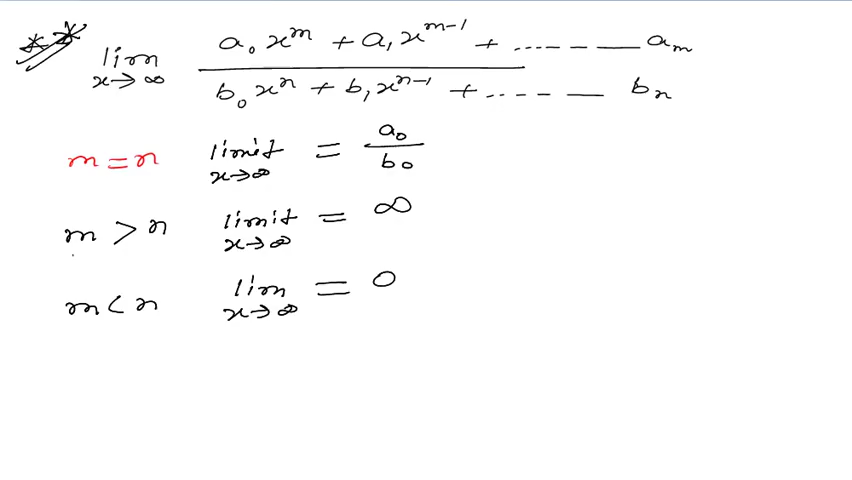 ** lim x→∞ (a₀xᵐ + a₁xᵐ⁻¹ + ...... --- aₘ) / (b₀xⁿ + b₁xⁿ⁻¹ + ...... --- bₙ)
m = n limit x→∞ = a₀/b₀
m > n limit x→∞ = ∞
m < n lim x→∞ = 0